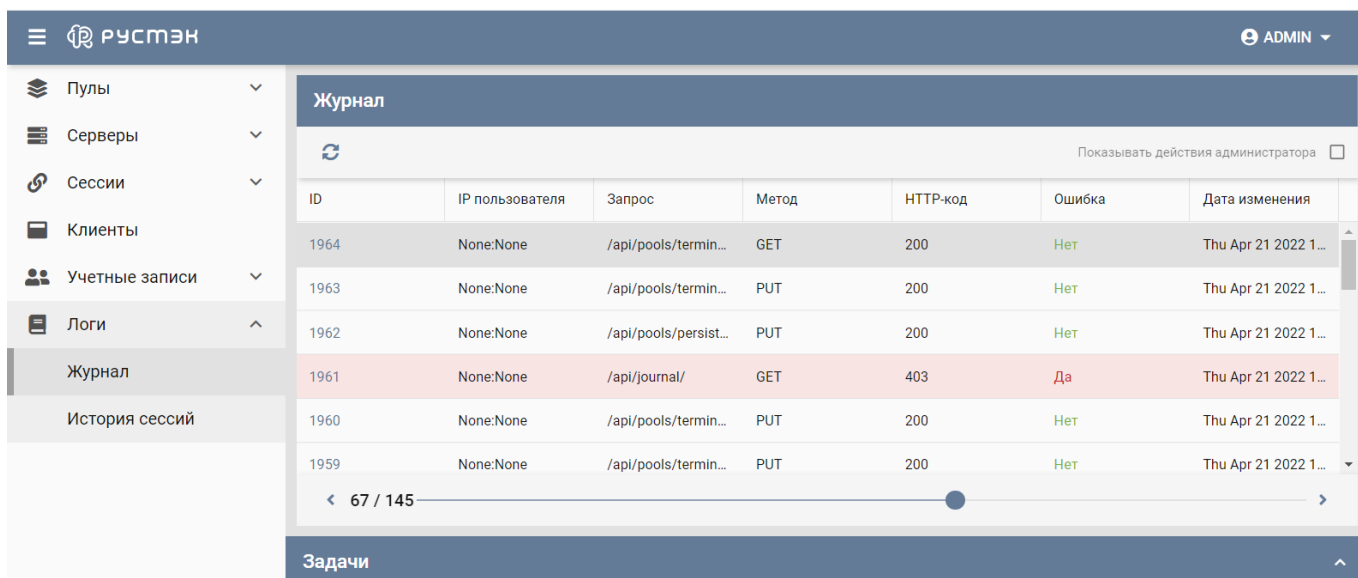 РУСТЭК
ADMIN
Пулы
Серверы
Сессии
Клиенты
Учетные записи
Логи
Журнал
История сессий
Журнал
Показывать действия администратора
ID IP пользователя Запрос Метод HTTP-код Ошибка Дата изменения
1964 None:None /api/pools/termin... GET 200 Нет Thu Apr 21 2022 1...
1963 None:None /api/pools/termin... PUT 200 Нет Thu Apr 21 2022 1...
1962 None:None /api/pools/persist... PUT 200 Нет Thu Apr 21 2022 1...
1961 None:None /api/journal/ GET 403 Да Thu Apr 21 2022 1...
1960 None:None /api/pools/termin... PUT 200 Нет Thu Apr 21 2022 1...
1959 None:None /api/pools/termin... PUT 200 Нет Thu Apr 21 2022 1...
67 / 145
Задачи